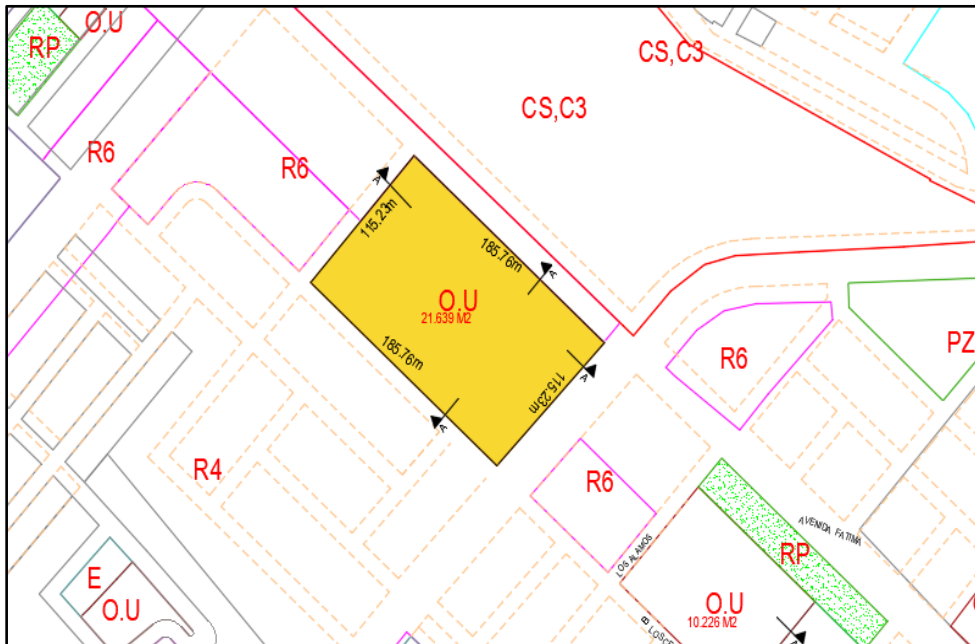 O.U
RP
CS,C3
CS,C3
R6
R6
A
115.23m
185.76m
A
O.U
21.639 M2
185.76m
PZ
R6
A
115.23m
A
R4
R6
AVENIDA FATIMA
LOS ALAMOS
RP
E
O.U
O.U
10.226 M2